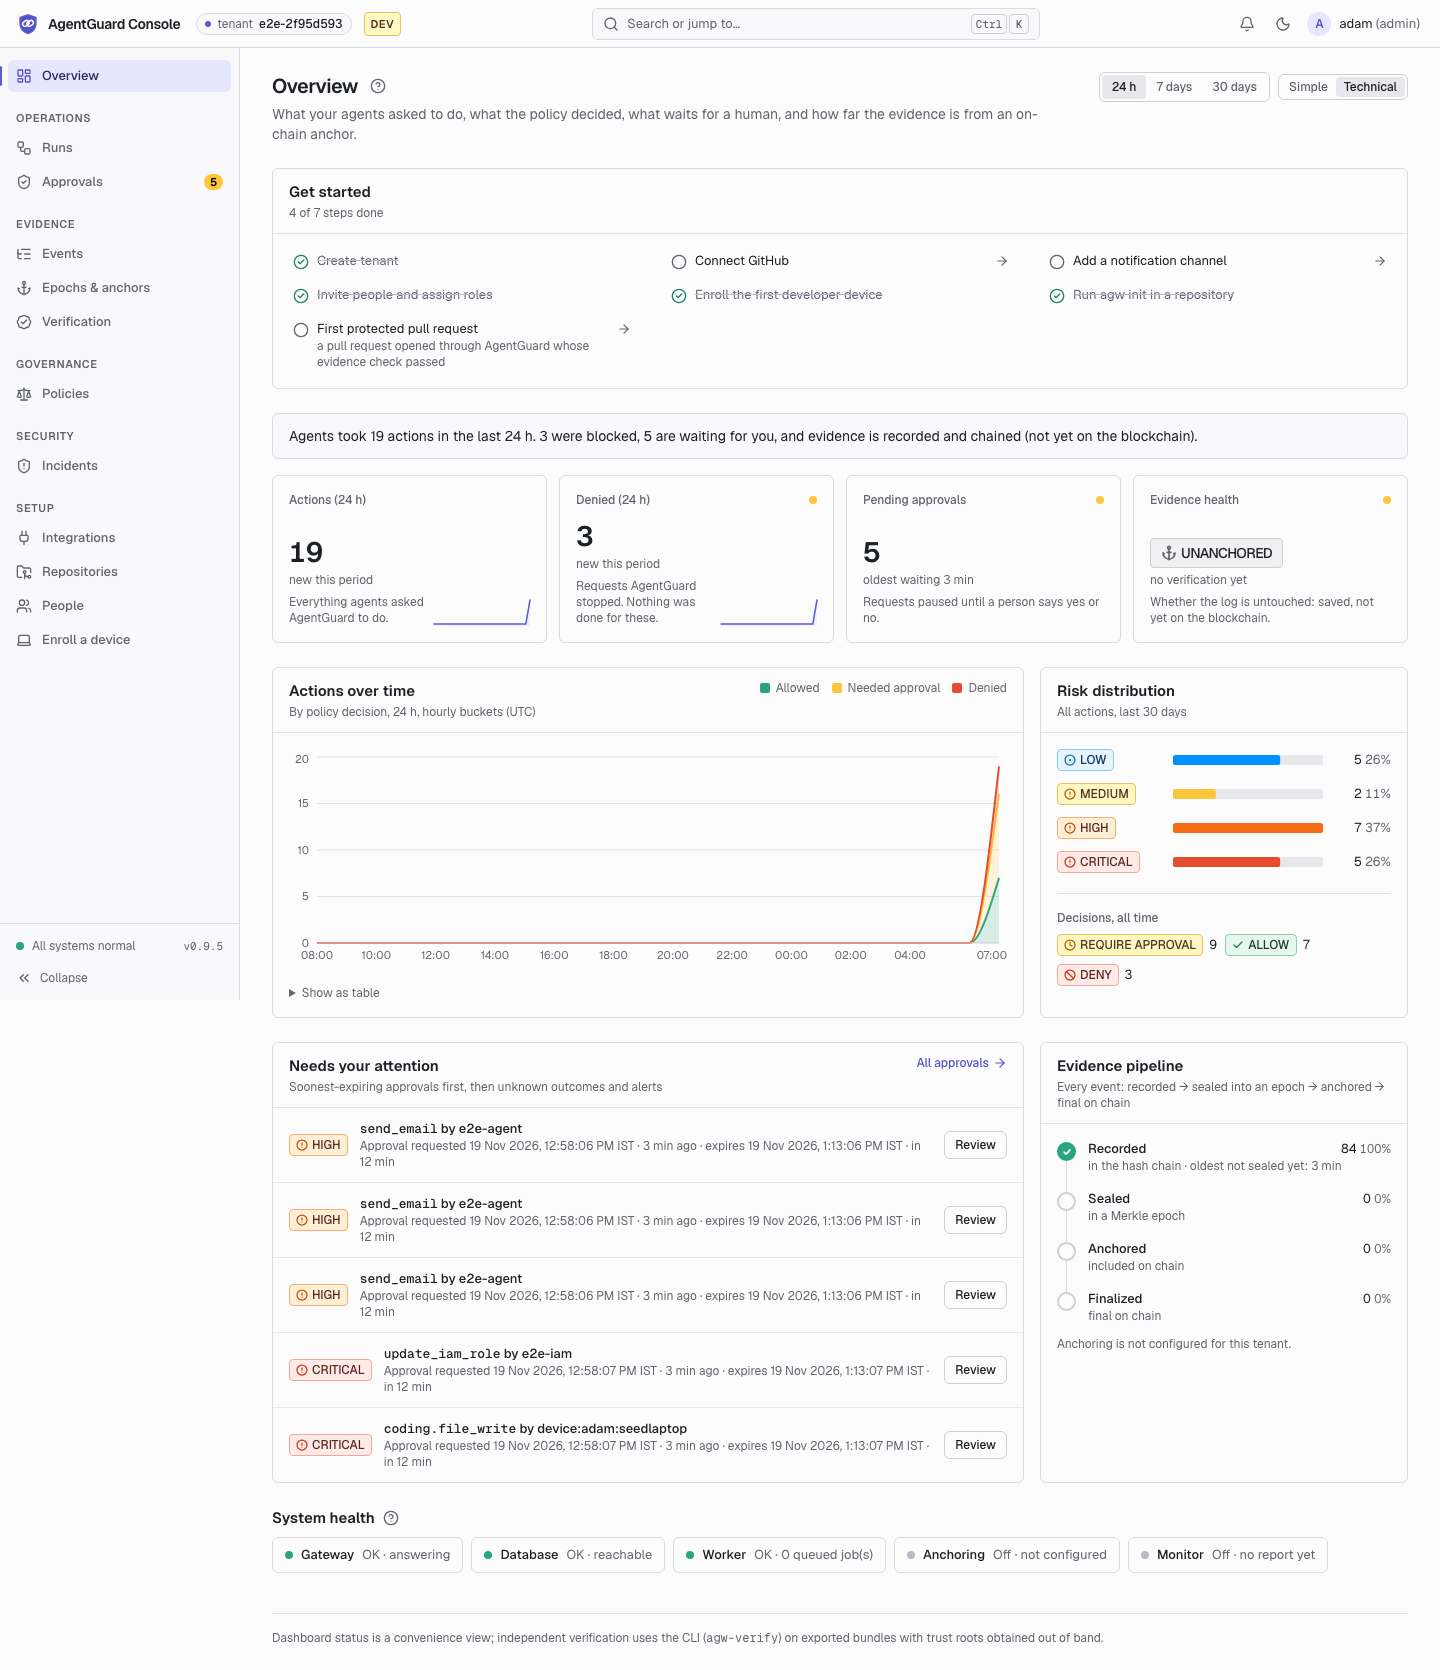 AgentGuard Console
tenant e2e-2f95d593
DEV
Search or jump to...
Ctrl K
A
adam (admin)
Overview
OPERATIONS
Runs
Approvals
5
EVIDENCE
Events
Epochs & anchors
Verification
GOVERNANCE
Policies
SECURITY
Incidents
SETUP
Integrations
Repositories
People
Enroll a device
All systems normal
v0.9.5
Collapse
Overview
24 h 7 days 30 days
Simple Technical
What your agents asked to do, what the policy decided, what waits for a human, and how far the evidence is from an on-
chain anchor.
Get started
4 of 7 steps done
Create tenant
Connect GitHub
Add a notification channel
Invite people and assign roles
Enroll the first developer device
Run agw init in a repository
First protected pull request
a pull request opened through AgentGuard whose
evidence check passed
Agents took 19 actions in the last 24 h. 3 were blocked, 5 are waiting for you, and evidence is recorded and chained (not yet on the blockchain).
Actions (24 h)
19
new this period
Everything agents asked
AgentGuard to do.
Denied (24 h)
3
new this period
Requests AgentGuard
stopped. Nothing was
done for these.
Pending approvals
5
oldest waiting 3 min
Requests paused until a person says yes or
no.
Evidence health
UNANCHORED
no verification yet
Whether the log is untouched: saved, not
yet on the blockchain.
Actions over time
By policy decision, 24 h, hourly buckets (UTC)
Allowed Needed approval Denied
20
15
10
5
0
08:00 10:00 12:00 14:00 16:00 18:00 20:00 22:00 00:00 02:00 04:00 07:00
Show as table
Risk distribution
All actions, last 30 days
LOW 5 26%
MEDIUM 2 11%
HIGH 7 37%
CRITICAL 5 26%
Decisions, all time
REQUIRE APPROVAL 9 ALLOW 7
DENY 3
Needs your attention
Soonest-expiring approvals first, then unknown outcomes and alerts
All approvals →
HIGH
send_email by e2e-agent
Approval requested 19 Nov 2026, 12:58:06 PM IST · 3 min ago · expires 19 Nov 2026, 1:13:06 PM IST · in
12 min
Review
HIGH
send_email by e2e-agent
Approval requested 19 Nov 2026, 12:58:06 PM IST · 3 min ago · expires 19 Nov 2026, 1:13:06 PM IST · in
12 min
Review
HIGH
send_email by e2e-agent
Approval requested 19 Nov 2026, 12:58:06 PM IST · 3 min ago · expires 19 Nov 2026, 1:13:06 PM IST · in
12 min
Review
CRITICAL
update_iam_role by e2e-iam
Approval requested 19 Nov 2026, 12:58:07 PM IST · 3 min ago · expires 19 Nov 2026, 1:13:07 PM IST ·
in 12 min
Review
CRITICAL
coding.file_write by device:adam:seedlaptop
Approval requested 19 Nov 2026, 12:58:07 PM IST · 3 min ago · expires 19 Nov 2026, 1:13:07 PM IST ·
in 12 min
Review
Evidence pipeline
Every event: recorded → sealed into an epoch → anchored →
final on chain
Recorded 84 100%
in the hash chain · oldest not sealed yet: 3 min
Sealed 0 0%
in a Merkle epoch
Anchored 0 0%
included on chain
Finalized 0 0%
final on chain
Anchoring is not configured for this tenant.
System health
Gateway OK · answering
Database OK · reachable
Worker OK · 0 queued job(s)
Anchoring Off · not configured
Monitor Off · no report yet
Dashboard status is a convenience view; independent verification uses the CLI (agw-verify) on exported bundles with trust roots obtained out of band.